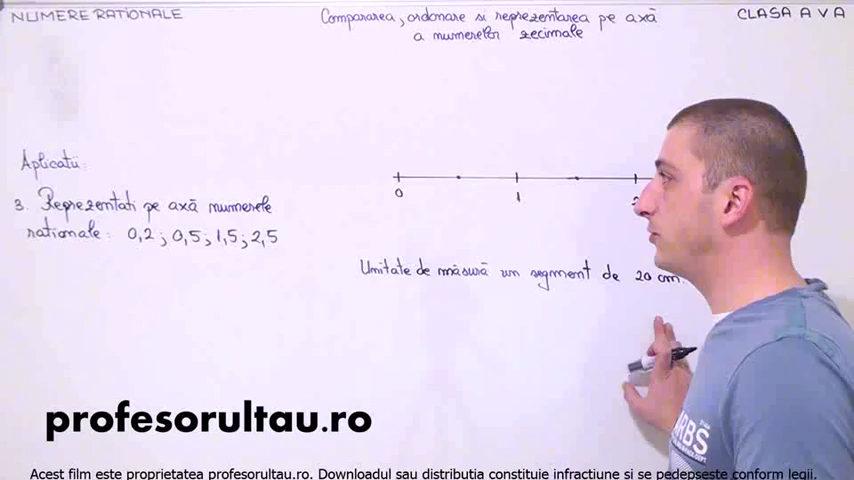 NUMERE RATIONALE
Compararea, ordonare si reprezentarea pe axă
a numerelor zecimale
CLASA A V A
Aplicatii:
3. Reprezentati pe axă numerele
rationale: 0,2 ; 0,5 ; 1,5 ; 2,5
0 1 2
Unitate de măsură un segment de 20 cm.
profesorultau.ro
Acest film este proprietatea profesorultau.ro. Downloadul sau distributia constituie infractiune si se pedepseste conform legii.